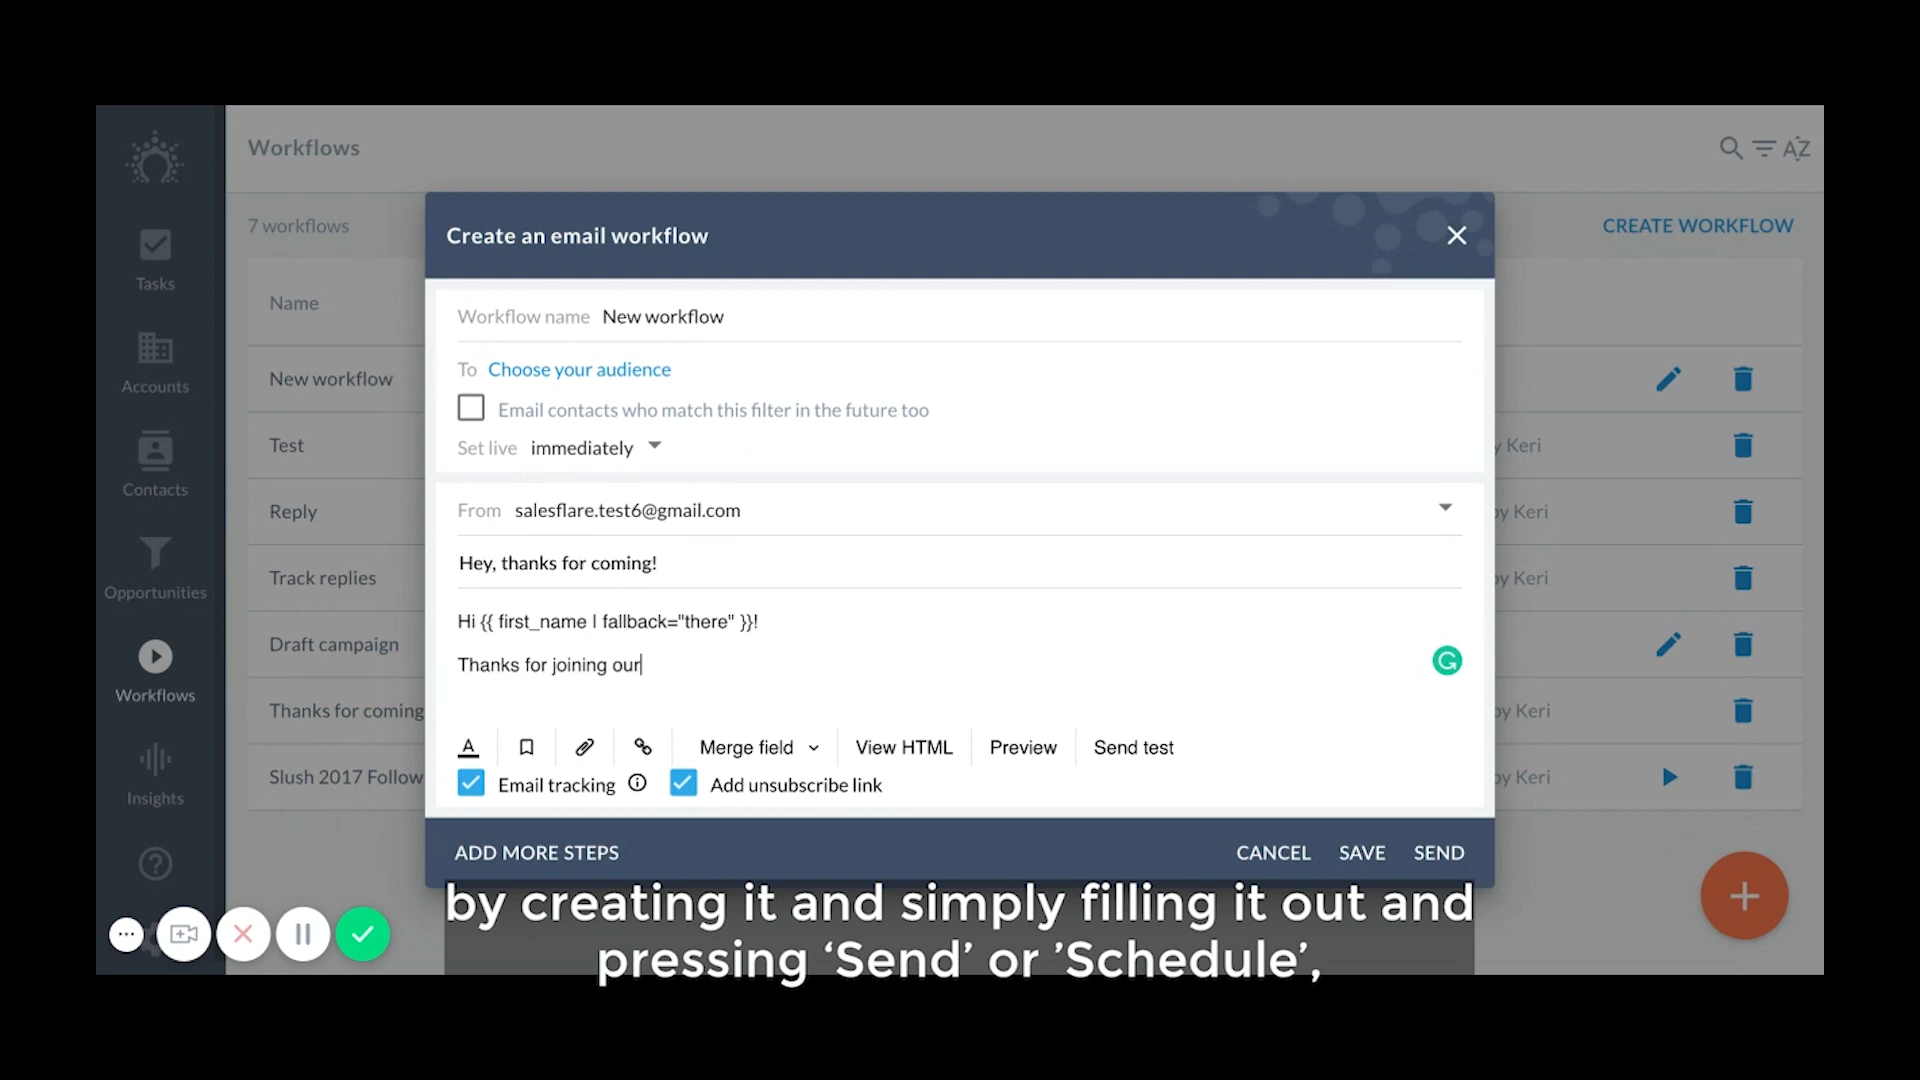 Workflows
AZ
7 workflows
CREATE WORKFLOW
Create an email workflow
Tasks
Accounts
Contacts
Opportunities
Workflows
Insights
Name
New workflow
Test
Reply
Track replies
Draft campaign
Thanks for coming
Slush 2017 Follow
Workflow name New workflow
To Choose your audience
Email contacts who match this filter in the future too
Set live immediately
From salesflare.test6@gmail.com
Hey, thanks for coming!
Hi {{ first_name | fallback="there" }}!
Thanks for joining our
A
Merge field
View HTML
Preview
Send test
Email tracking
Add unsubscribe link
ADD MORE STEPS
CANCEL
SAVE
SEND
y Keri
by Keri
by Keri
by Keri
by Keri
by creating it and simply filling it out and
pressing ‘Send’ or ’Schedule’,